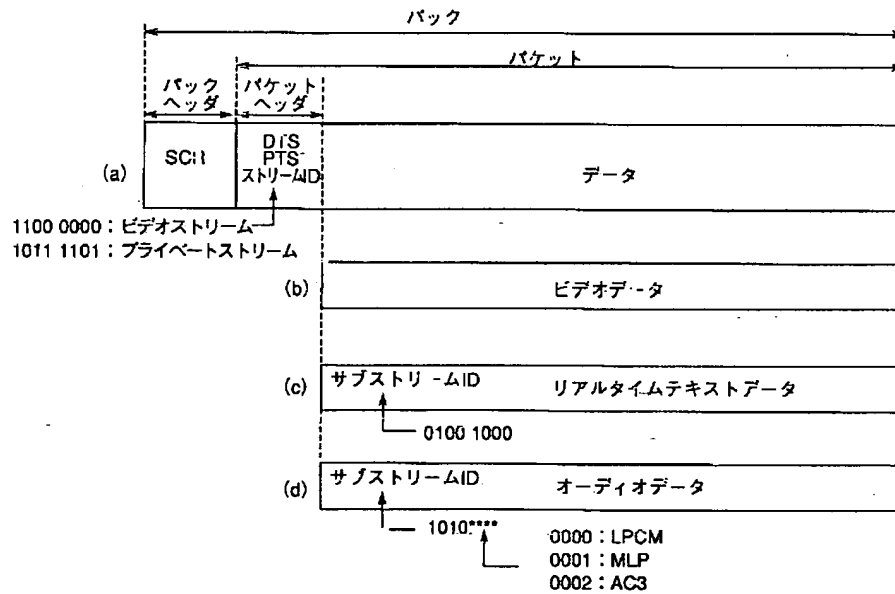 パック
パケット
パック
ヘッダ
パケット
ヘッダ
(a)
SCR
DTS
PTS
ストリームID
データ
1100 0000：ビデオストリーム
1011 1101：プライベートストリーム
(b)
ビデオデータ
(c)
サブストリームID
リアルタイムテキストデータ
0100 1000
(d)
サブストリームID
オーディオデータ
1010****
0000：LPCM
0001：MLP
0002：AC3